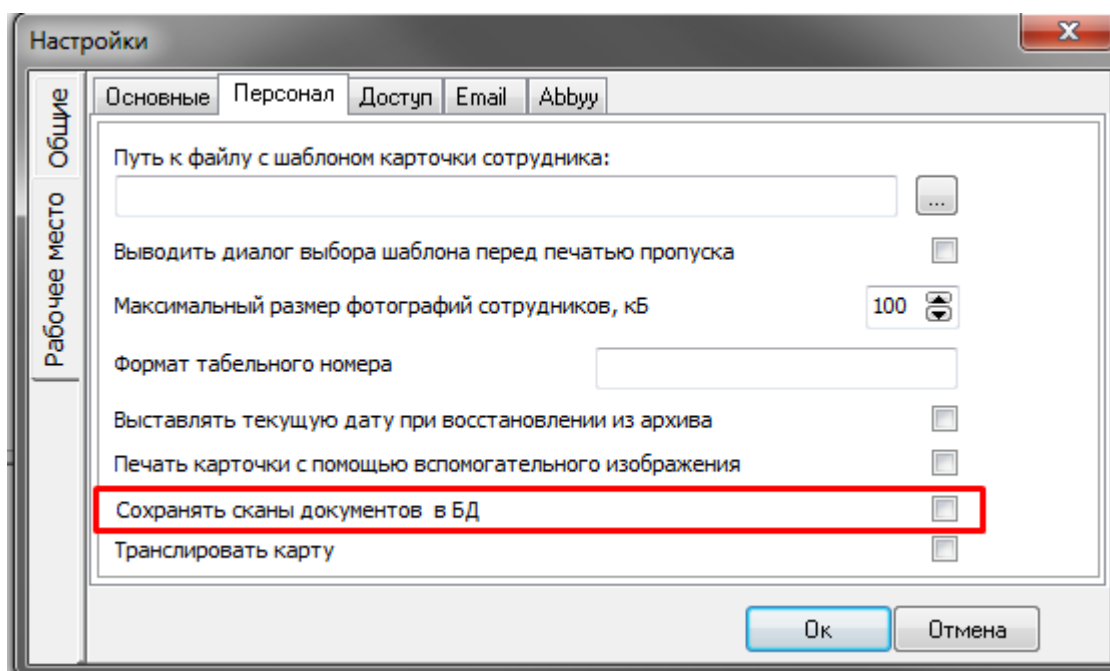 Настройки
x
Основные Персонал Доступ Email Abbyy
Общие
Рабочее место
Путь к файлу с шаблоном карточки сотрудника:
...
Выводить диалог выбора шаблона перед печатью пропуска
Максимальный размер фотографий сотрудников, кБ 100
Формат табельного номера
Выставлять текущую дату при восстановлении из архива
Печать карточки с помощью вспомогательного изображения
Сохранять сканы документов в БД
Транслировать карту
Ок Отмена